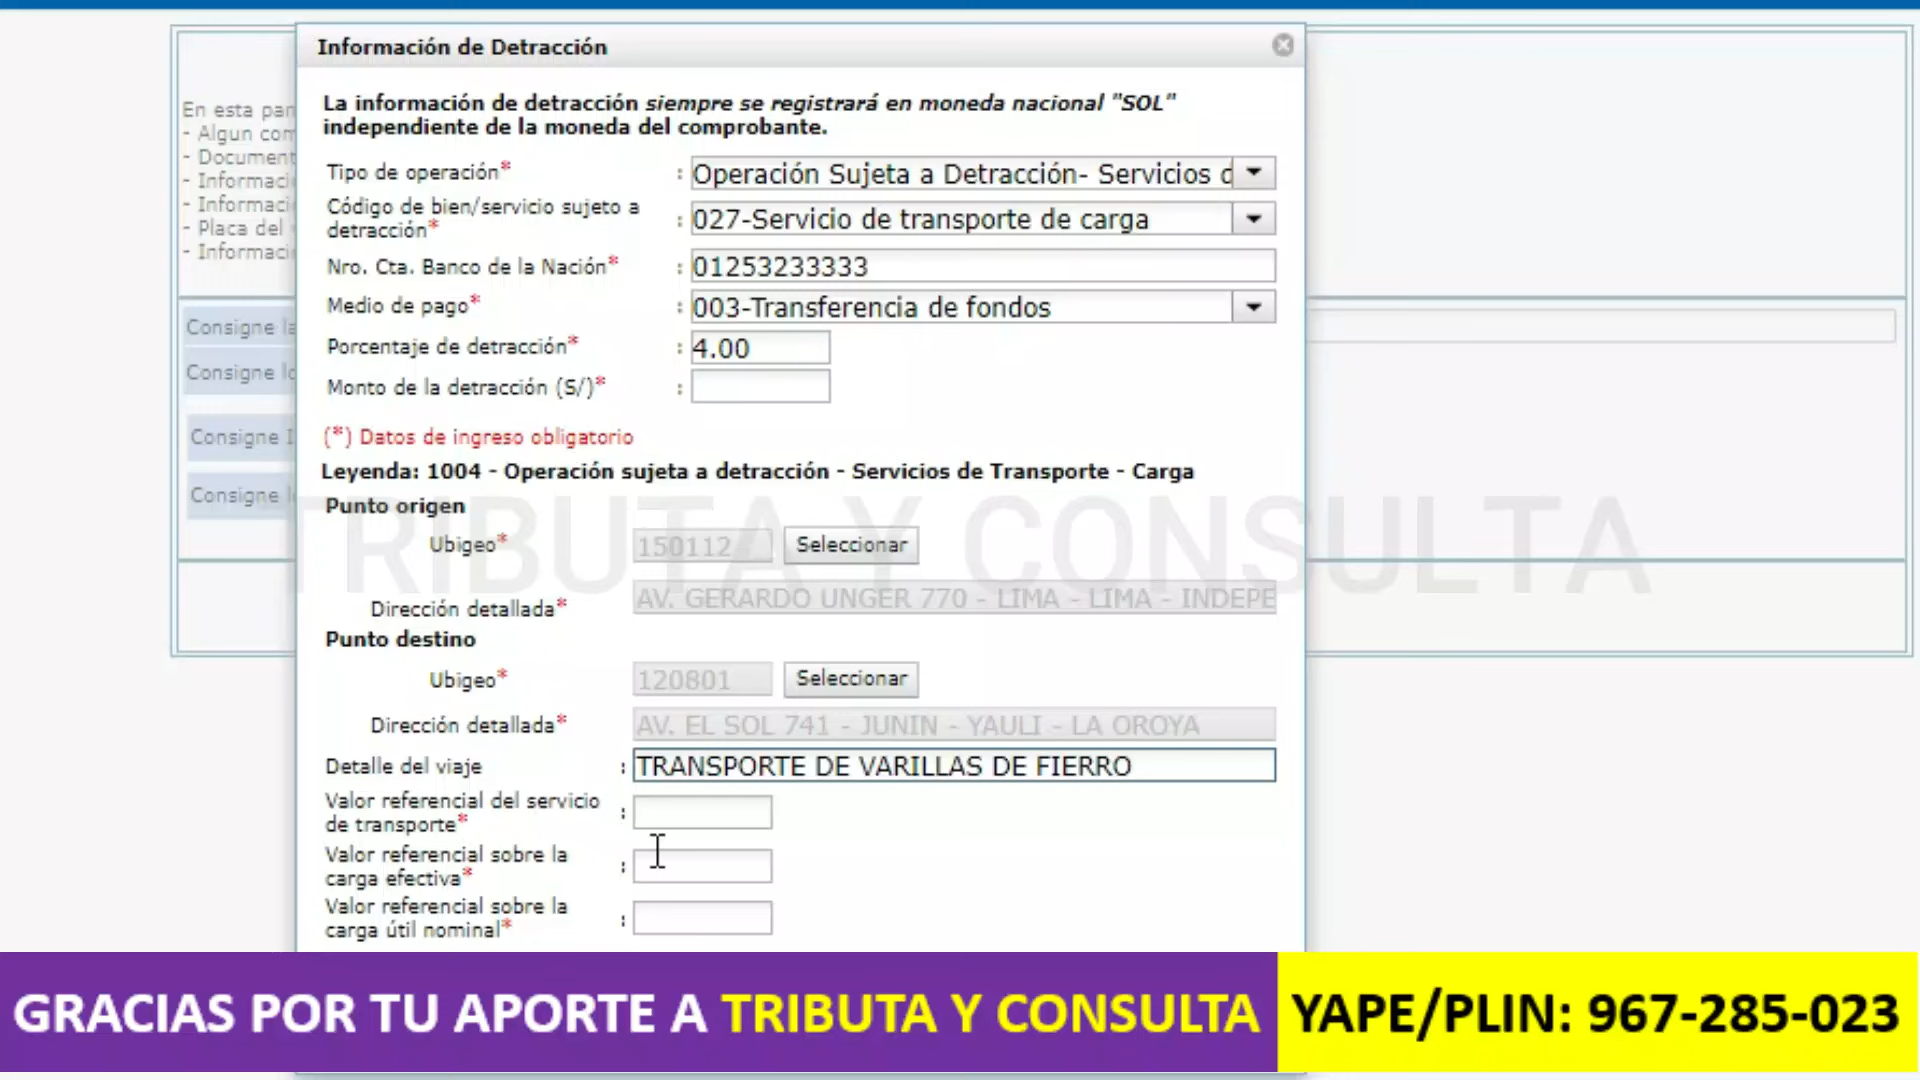 Información de Detracción
La información de detracción siempre se registrará en moneda nacional "SOL"
independiente de la moneda del comprobante.
En esta pan
- Algun com
- Document
- Informaci
- Informaci
- Placa del
- Informaci
Tipo de operación* : Operación Sujeta a Detracción- Servicios d
Código de bien/servicio sujeto a
detracción* : 027-Servicio de transporte de carga
Nro. Cta. Banco de la Nación* : 01253233333
Medio de pago* : 003-Transferencia de fondos
Consigne la
Porcentaje de detracción* : 4.00
Consigne lo
Monto de la detracción (S/)* :
Consigne I
(*) Datos de ingreso obligatorio
Leyenda: 1004 - Operación sujeta a detracción - Servicios de Transporte - Carga
Consigne l
Punto origen
TRIBUTA Y CONSULTA
Ubigeo* 150112 Seleccionar
Dirección detallada* AV. GERARDO UNGER 770 - LIMA - LIMA - INDEPE
Punto destino
Ubigeo* 120801 Seleccionar
Dirección detallada* AV. EL SOL 741 - JUNIN - YAULI - LA OROYA
Detalle del viaje : TRANSPORTE DE VARILLAS DE FIERRO
Valor referencial del servicio
de transporte* :
Valor referencial sobre la
carga efectiva* :
Valor referencial sobre la
carga útil nominal* :
GRACIAS POR TU APORTE A TRIBUTA Y CONSULTA YAPE/PLIN: 967-285-023